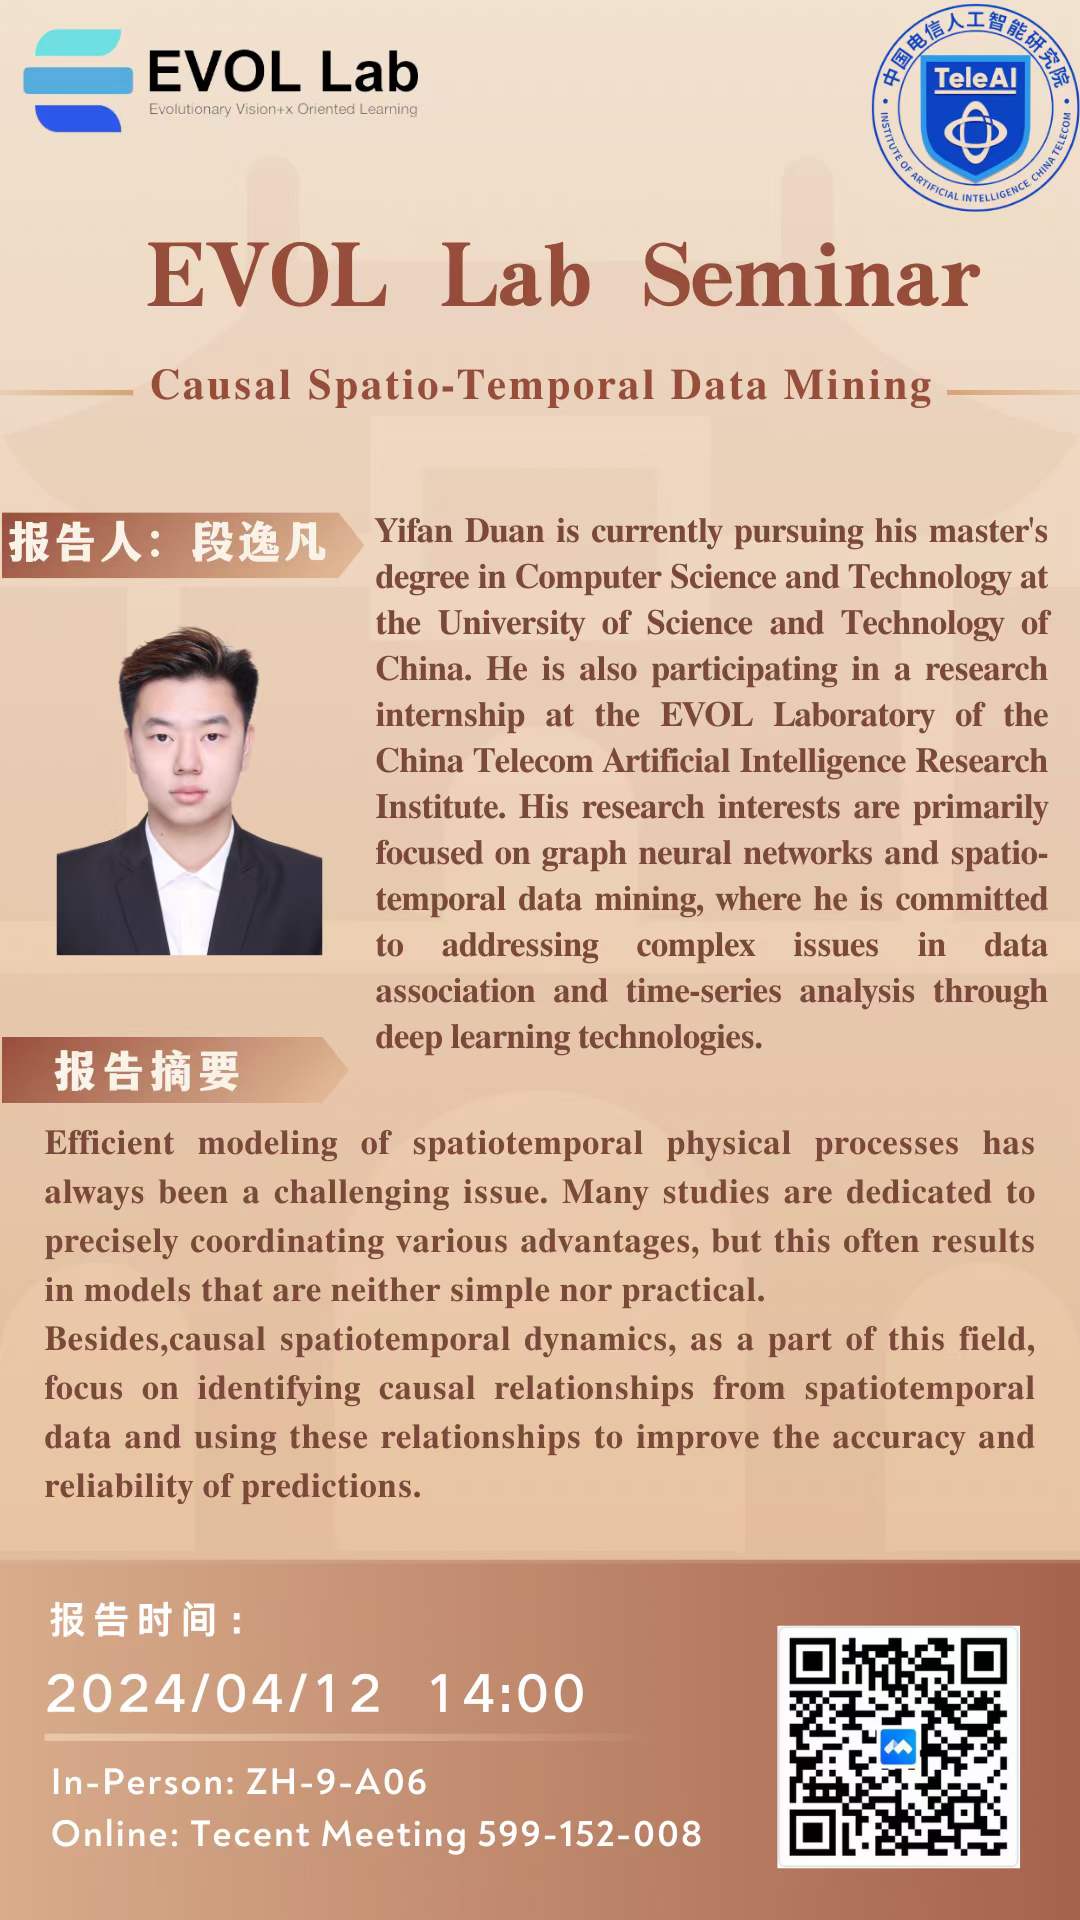 EVOL Lab
Evolutionary Vision+x Oriented Learning
中国电信人工智能研究院
TeleAI
INSTITUTE OF ARTIFICIAL INTELLIGENCE CHINA TELECOM
EVOL Lab Seminar
Causal Spatio-Temporal Data Mining
报告人：段逸凡
Yifan Duan is currently pursuing his master's
degree in Computer Science and Technology at
the University of Science and Technology of
China. He is also participating in a research
internship at the EVOL Laboratory of the
China Telecom Artificial Intelligence Research
Institute. His research interests are primarily
focused on graph neural networks and spatio-
temporal data mining, where he is committed
to addressing complex issues in data
association and time-series analysis through
deep learning technologies.
报告摘要
Efficient modeling of spatiotemporal physical processes has
always been a challenging issue. Many studies are dedicated to
precisely coordinating various advantages, but this often results
in models that are neither simple nor practical.
Besides,causal spatiotemporal dynamics, as a part of this field,
focus on identifying causal relationships from spatiotemporal
data and using these relationships to improve the accuracy and
reliability of predictions.
报告时间：
2024/04/12 14:00
In-Person: ZH-9-A06
Online: Tecent Meeting 599-152-008